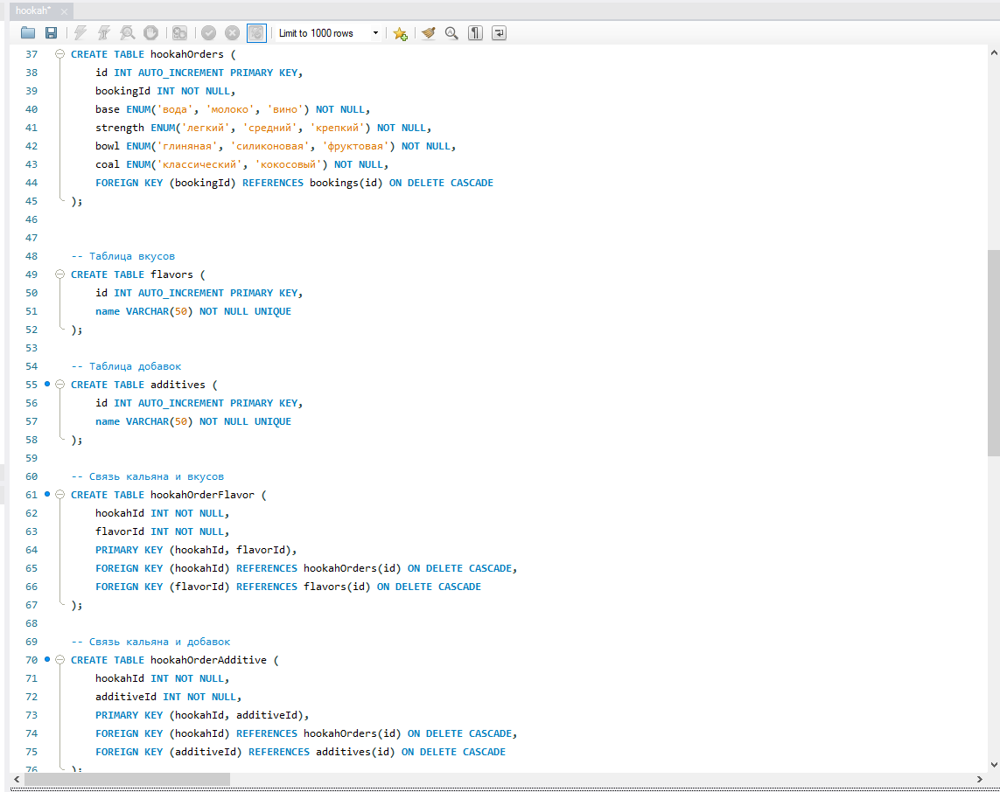 hookah*
Limit to 1000 rows
37 CREATE TABLE hookahOrders (
38 id INT AUTO_INCREMENT PRIMARY KEY,
39 bookingId INT NOT NULL,
40 base ENUM('вода', 'молоко', 'вино') NOT NULL,
41 strength ENUM('легкий', 'средний', 'крепкий') NOT NULL,
42 bowl ENUM('глиняная', 'силиконовая', 'фруктовая') NOT NULL,
43 coal ENUM('классический', 'кокосовый') NOT NULL,
44 FOREIGN KEY (bookingId) REFERENCES bookings(id) ON DELETE CASCADE
45 );
46
47
48 -- Таблица вкусов
49 CREATE TABLE flavors (
50 id INT AUTO_INCREMENT PRIMARY KEY,
51 name VARCHAR(50) NOT NULL UNIQUE
52 );
53
54 -- Таблица добавок
55 CREATE TABLE additives (
56 id INT AUTO_INCREMENT PRIMARY KEY,
57 name VARCHAR(50) NOT NULL UNIQUE
58 );
59
60 -- Связь кальяна и вкусов
61 CREATE TABLE hookahOrderFlavor (
62 hookahId INT NOT NULL,
63 flavorId INT NOT NULL,
64 PRIMARY KEY (hookahId, flavorId),
65 FOREIGN KEY (hookahId) REFERENCES hookahOrders(id) ON DELETE CASCADE,
66 FOREIGN KEY (flavorId) REFERENCES flavors(id) ON DELETE CASCADE
67 );
68
69 -- Связь кальяна и добавок
70 CREATE TABLE hookahOrderAdditive (
71 hookahId INT NOT NULL,
72 additiveId INT NOT NULL,
73 PRIMARY KEY (hookahId, additiveId),
74 FOREIGN KEY (hookahId) REFERENCES hookahOrders(id) ON DELETE CASCADE,
75 FOREIGN KEY (additiveId) REFERENCES additives(id) ON DELETE CASCADE
76 );